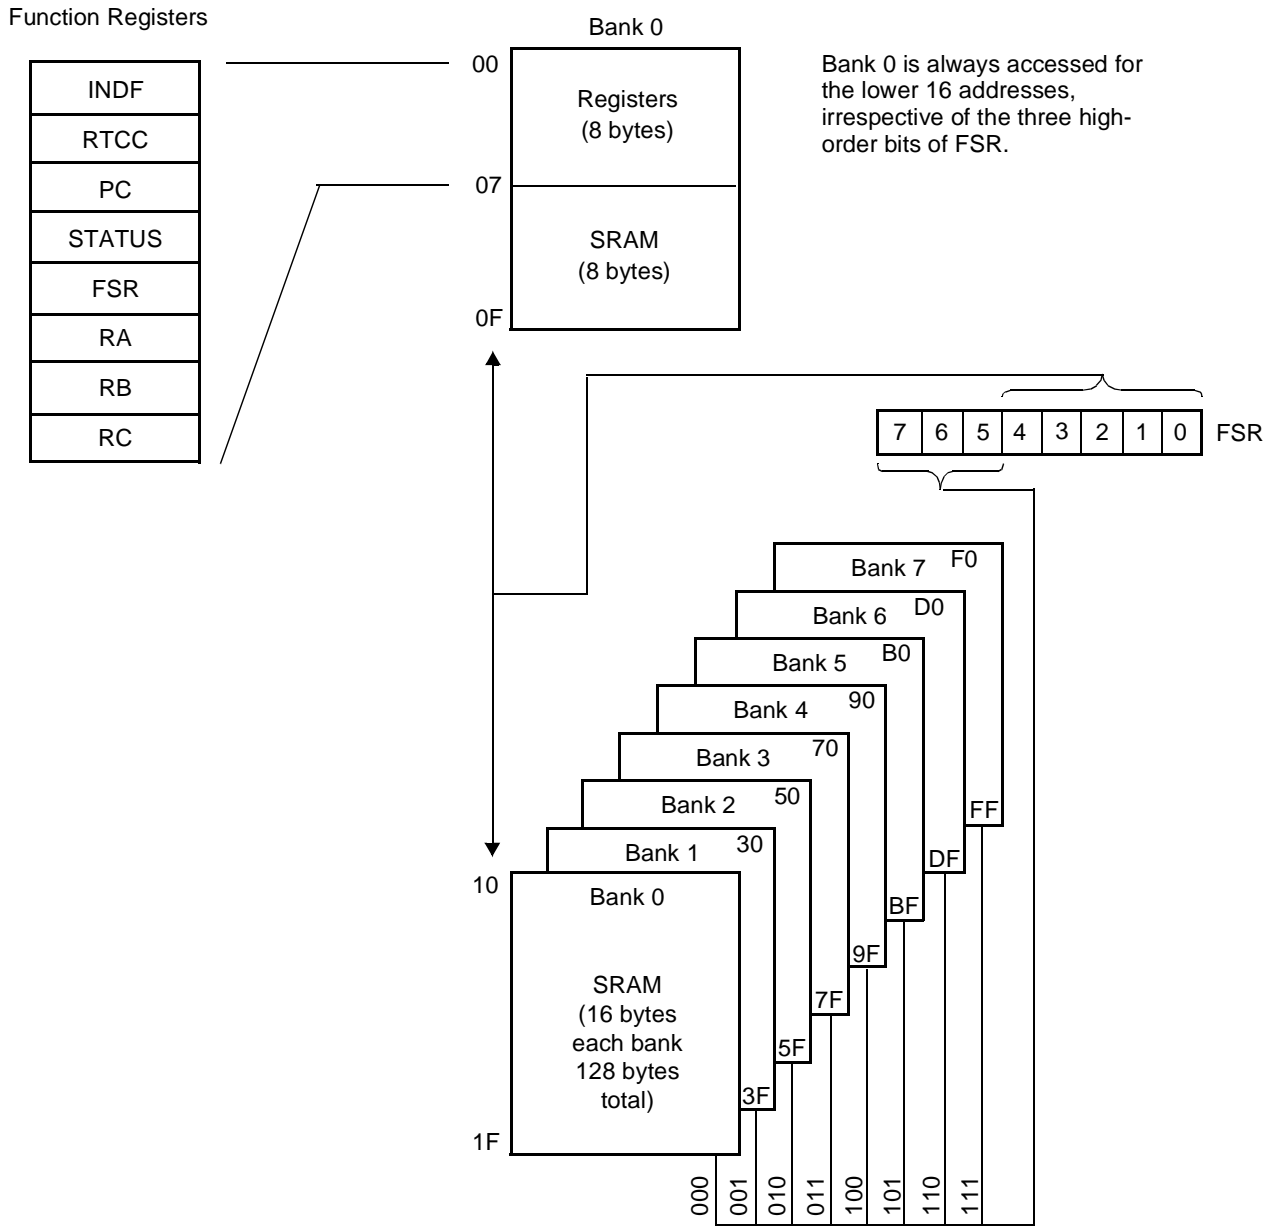 Function Registers
INDF
RTCC
PC
STATUS
FSR
RA
RB
RC
Bank 0
00
Registers
(8 bytes)
07
SRAM
(8 bytes)
0F
Bank 0 is always accessed for
the lower 16 addresses,
irrespective of the three high-
order bits of FSR.
7 6 5 4 3 2 1 0 FSR
Bank 7 F0
Bank 6 D0
Bank 5 B0
Bank 4 90
Bank 3 70
Bank 2 50
Bank 1 30
10
Bank 0
SRAM
(16 bytes
each bank
128 bytes
total)
1F
3F
5F
7F
9F
BF
DF
FF
000
001
010
011
100
101
110
111